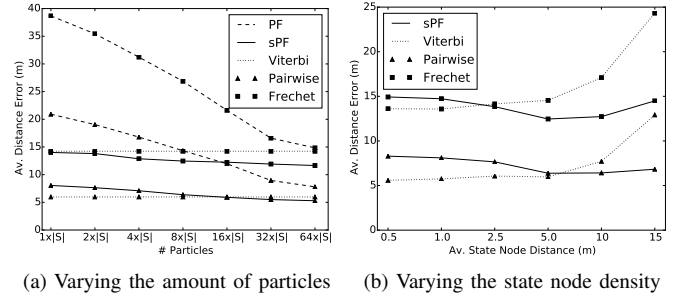 40
35
30
25
20
15
10
5
0
Av. Distance Error (m)
PF
sPF
Viterbi
Pairwise
Frechet
1x|S| 2x|S| 4x|S| 8x|S| 16x|S| 32x|S| 64x|S|
# Particles
(a) Varying the amount of particles
25
20
15
10
5
0
Av. Distance Error (m)
sPF
Viterbi
Pairwise
Frechet
0.5 1.0 2.5 5.0 10 15
Av. State Node Distance (m)
(b) Varying the state node density